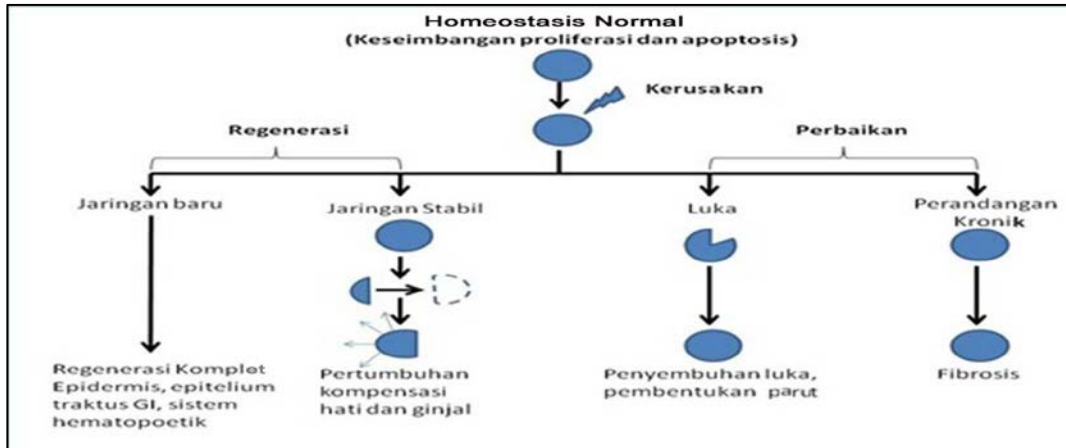 Homeostasis Normal
(Keseimbangan proliferasi dan apoptosis)
Kerusakan
Regenerasi
Perbaikan
Jaringan baru
Jaringan Stabil
Luka
Perandangan
Kronik
Regenerasi Komplet
Epidermis, epitelium
traktus GI, sistem
hematopoetik
Pertumbuhan
kompensasi
hati dan ginjal
Penyembuhan luka,
pembentukan parut
Fibrosis